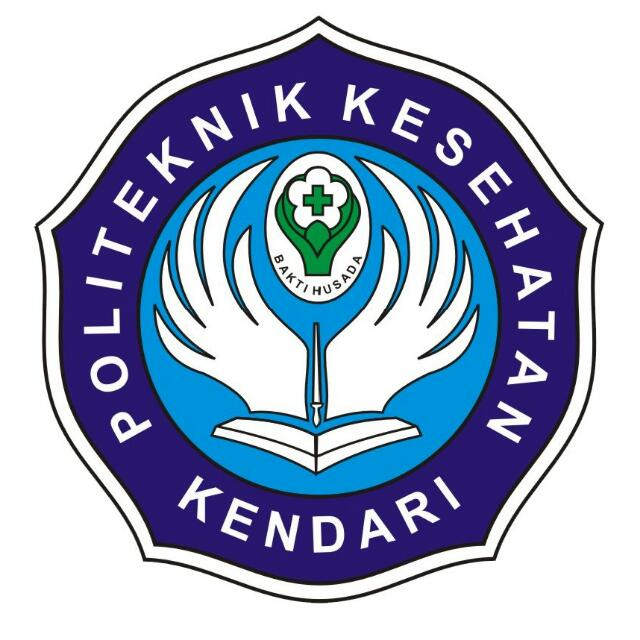 POLITEKNIK KESEHATAN
BAKTI HUSADA
KENDARI